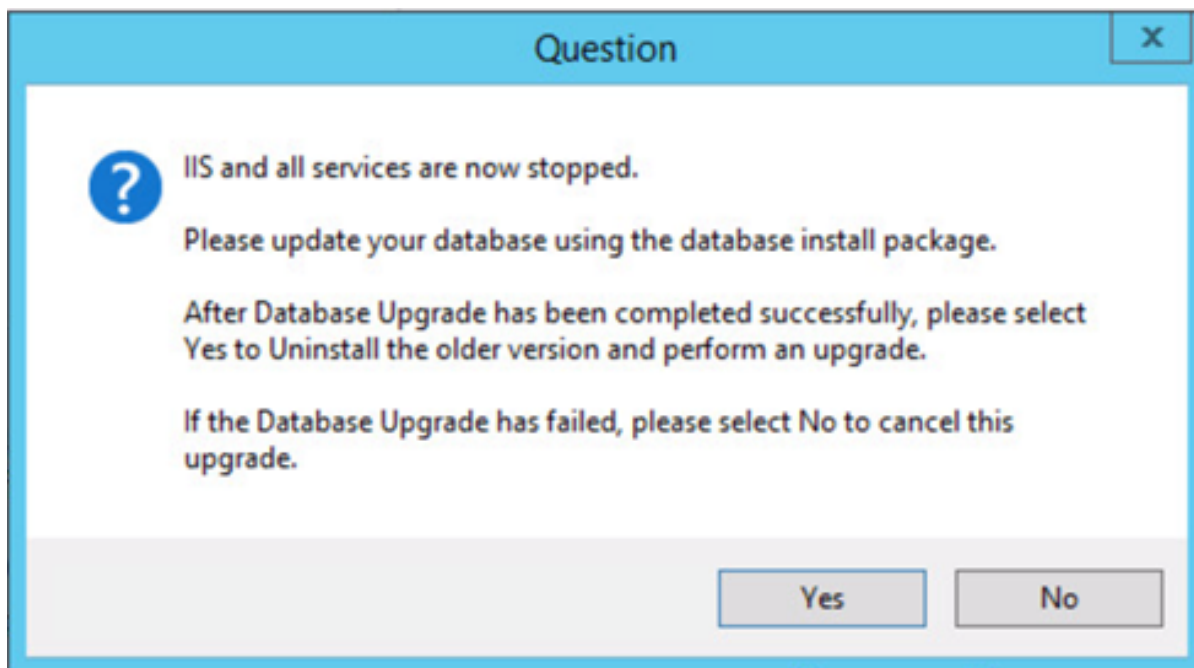 Question
x
?
IIS and all services are now stopped.
Please update your database using the database install package.
After Database Upgrade has been completed successfully, please select
Yes to Uninstall the older version and perform an upgrade.
If the Database Upgrade has failed, please select No to cancel this
upgrade.
Yes
No